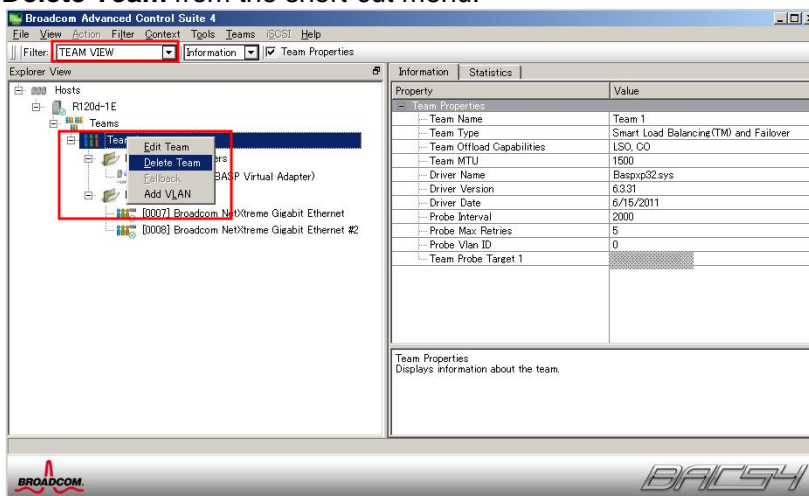 Delete Team from the short-cut menu.
Broadcom Advanced Control Suite 4
File View Action Filter Context Tools Teams iSCSI Help
Filter: TEAM VIEW Information Team Properties
Explorer View
Information Statistics
Hosts
R120d-1E
Teams
Edit Team
Delete Team
Fallback
Add VLAN
BASP Virtual Adapter)
[0007] Broadcom NetXtreme Gigabit Ethernet
[0008] Broadcom NetXtreme Gigabit Ethernet #2
Property Value
Team Properties
Team Name Team 1
Team Type Smart Load Balancing(TM) and Failover
Team Offload Capabilities LSO, CO
Team MTU 1500
Driver Name Baspxp32.sys
Driver Version 6.3.31
Driver Date 6/15/2011
Probe Interval 2000
Probe Max Retries 5
Probe Vlan ID 0
Team Probe Target 1
Team Properties
Displays information about the team.
BROADCOM.
BACS4